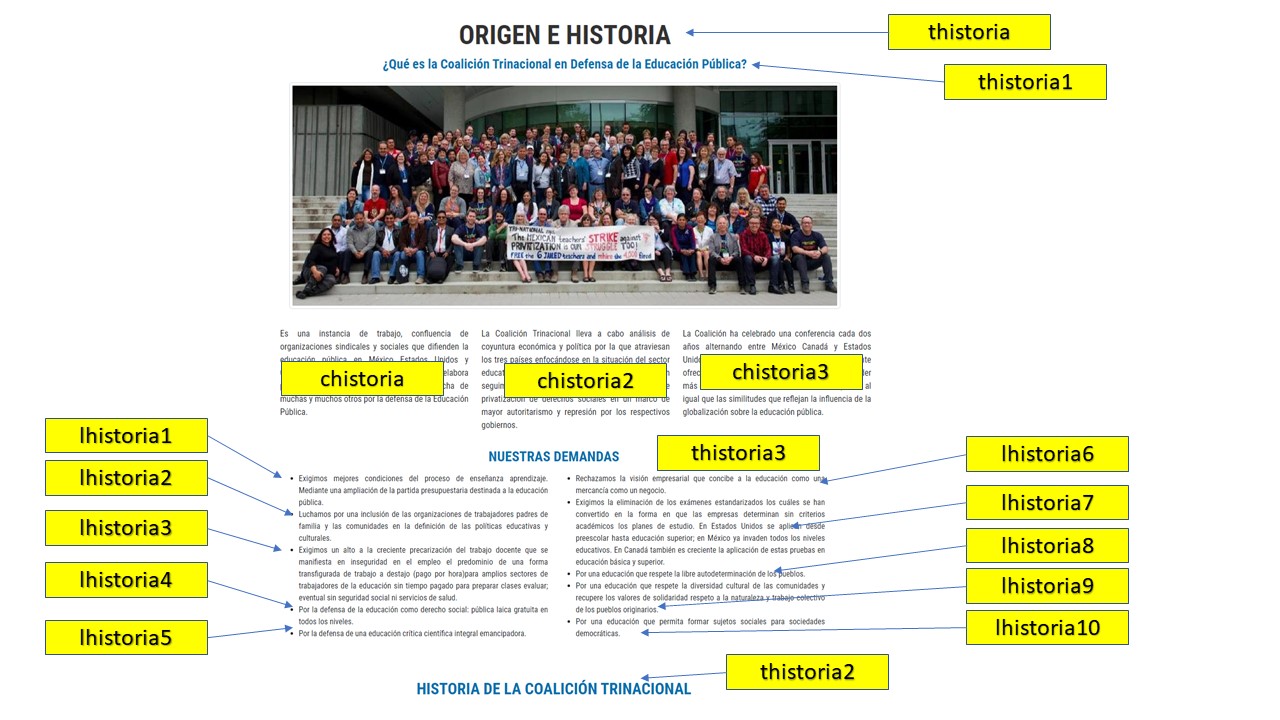 ORIGEN E HISTORIA
thistoria
¿Qué es la Coalición Trinacional en Defensa de la Educación Pública?
thistoria1
TRI-NATIONAL
The MEXICAN teachers' STRIKE against
PRIVATIZATION is OUR STRUGGLE TOO!
FREE the 6 JAILED teachers and rehire the fired
Es una instancia de trabajo, confluencia de
organizaciones sindicales y sociales que difienden la
educación pública en México Estados Unidos y
elabora
muchas y muchos otros por la defensa de la Educación
Pública.
chistoria
La Coalición Trinacional lleva a cabo análisis de
coyuntura económica y política por la que atraviesan
los tres países enfocándose en la situación del sector
privatización de derechos sociales en un marco de
mayor autoritarismo y represión por los respectivos
gobiernos.
chistoria2
La Coalición ha celebrado una conferencia cada dos
años alternando entre México Canadá y Estados
más
al
igual que las similitudes que reflejan la influencia de la
globalización sobre la educación pública.
chistoria3
NUESTRAS DEMANDAS
thistoria3
lhistoria1
lhistoria2
lhistoria3
lhistoria4
lhistoria5
Exigimos mejores condiciones del proceso de enseñanza aprendizaje.
Mediante una ampliación de la partida presupuestaria destinada a la educación
pública.
Luchamos por una inclusión de las organizaciones de trabajadores padres de
familia y las comunidades en la definición de las políticas educativas y
culturales.
Exigimos un alto a la creciente precarización del trabajo docente que se
manifiesta en inseguridad en el empleo el predominio de una forma
transfigurada de trabajo a destajo (pago por hora)para amplios sectores de
trabajadores de la educación sin tiempo pagado para preparar clases evaluar;
eventual sin seguridad social ni servicios de salud.
Por la defensa de la educación como derecho social: pública laica gratuita en
todos los niveles.
Por la defensa de una educación crítica científica integral emancipadora.
Rechazamos la visión empresarial que concibe a la educación como una
mercancía como un negocio.
Exigimos la eliminación de los exámenes estandarizados los cuáles se han
convertido en la forma en que las empresas determinan sin criterios
académicos los planes de estudio. En Estados Unidos se aplican desde
preescolar hasta educación superior; en México ya invaden todos los niveles
educativos. En Canadá también es creciente la aplicación de estas pruebas en
educación básica y superior.
Por una educación que respete la libre autodeterminación de los pueblos.
Por una educación que respete la diversidad cultural de las comunidades y
recupere los valores de solidaridad respeto a la naturaleza y trabajo colectivo
de los pueblos originarios.
Por una educación que permita formar sujetos sociales para sociedades
democráticas.
lhistoria6
lhistoria7
lhistoria8
lhistoria9
lhistoria10
thistoria2
HISTORIA DE LA COALICIÓN TRINACIONAL